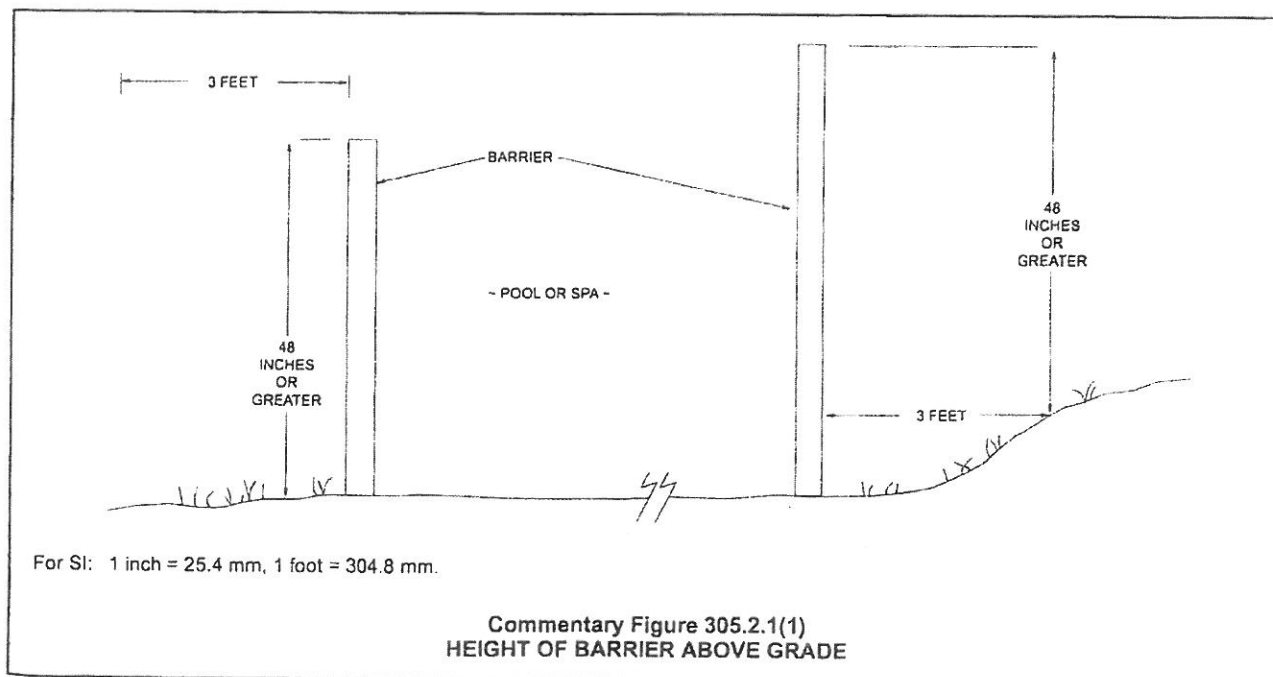 3 FEET
BARRIER
48
INCHES
OR
GREATER
~ POOL OR SPA ~
48
INCHES
OR
GREATER
3 FEET
For SI: 1 inch = 25.4 mm, 1 foot = 304.8 mm.
Commentary Figure 305.2.1(1)
HEIGHT OF BARRIER ABOVE GRADE